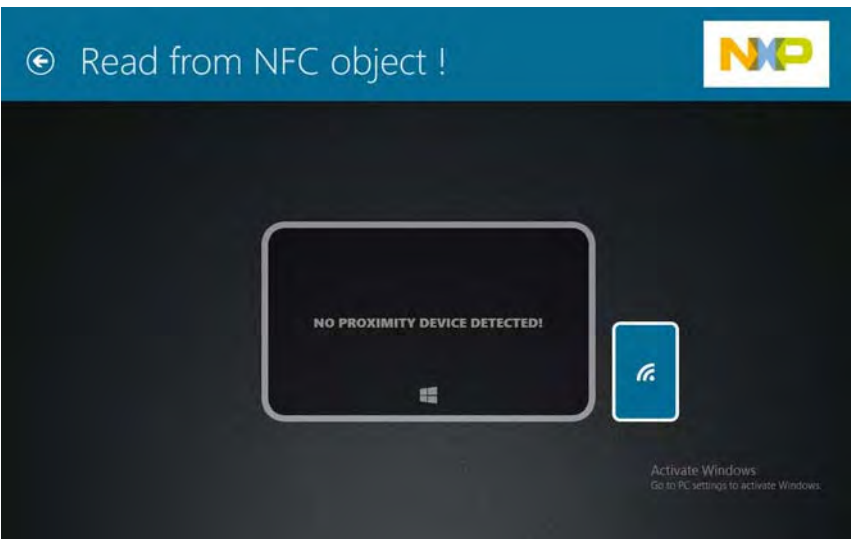 Read from NFC object !
NXP
NO PROXIMITY DEVICE DETECTED!
Activate Windows
Go to PC settings to activate Windows.